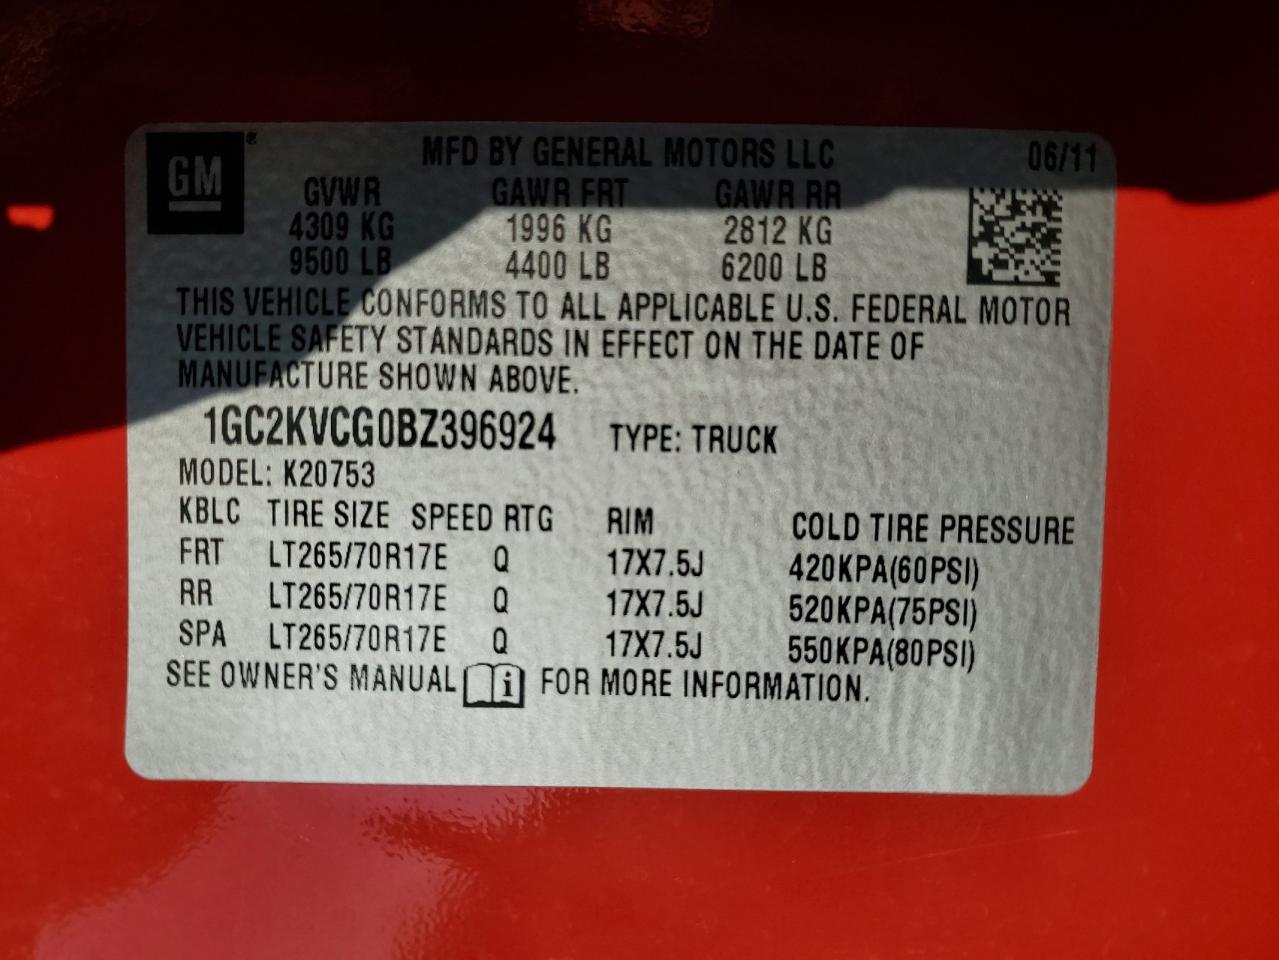 GM® MFD BY GENERAL MOTORS LLC 06/11
GVWR GAWR FRT GAWR RR
4309 KG 1996 KG 2812 KG
9500 LB 4400 LB 6200 LB
THIS VEHICLE CONFORMS TO ALL APPLICABLE U.S. FEDERAL MOTOR
VEHICLE SAFETY STANDARDS IN EFFECT ON THE DATE OF
MANUFACTURE SHOWN ABOVE.
1GC2KVCG0BZ396924 TYPE: TRUCK
MODEL: K20753
KBLC TIRE SIZE SPEED RTG RIM COLD TIRE PRESSURE
FRT LT265/70R17E Q 17X7.5J 420KPA(60PSI)
RR LT265/70R17E Q 17X7.5J 520KPA(75PSI)
SPA LT265/70R17E Q 17X7.5J 550KPA(80PSI)
SEE OWNER'S MANUAL i FOR MORE INFORMATION.